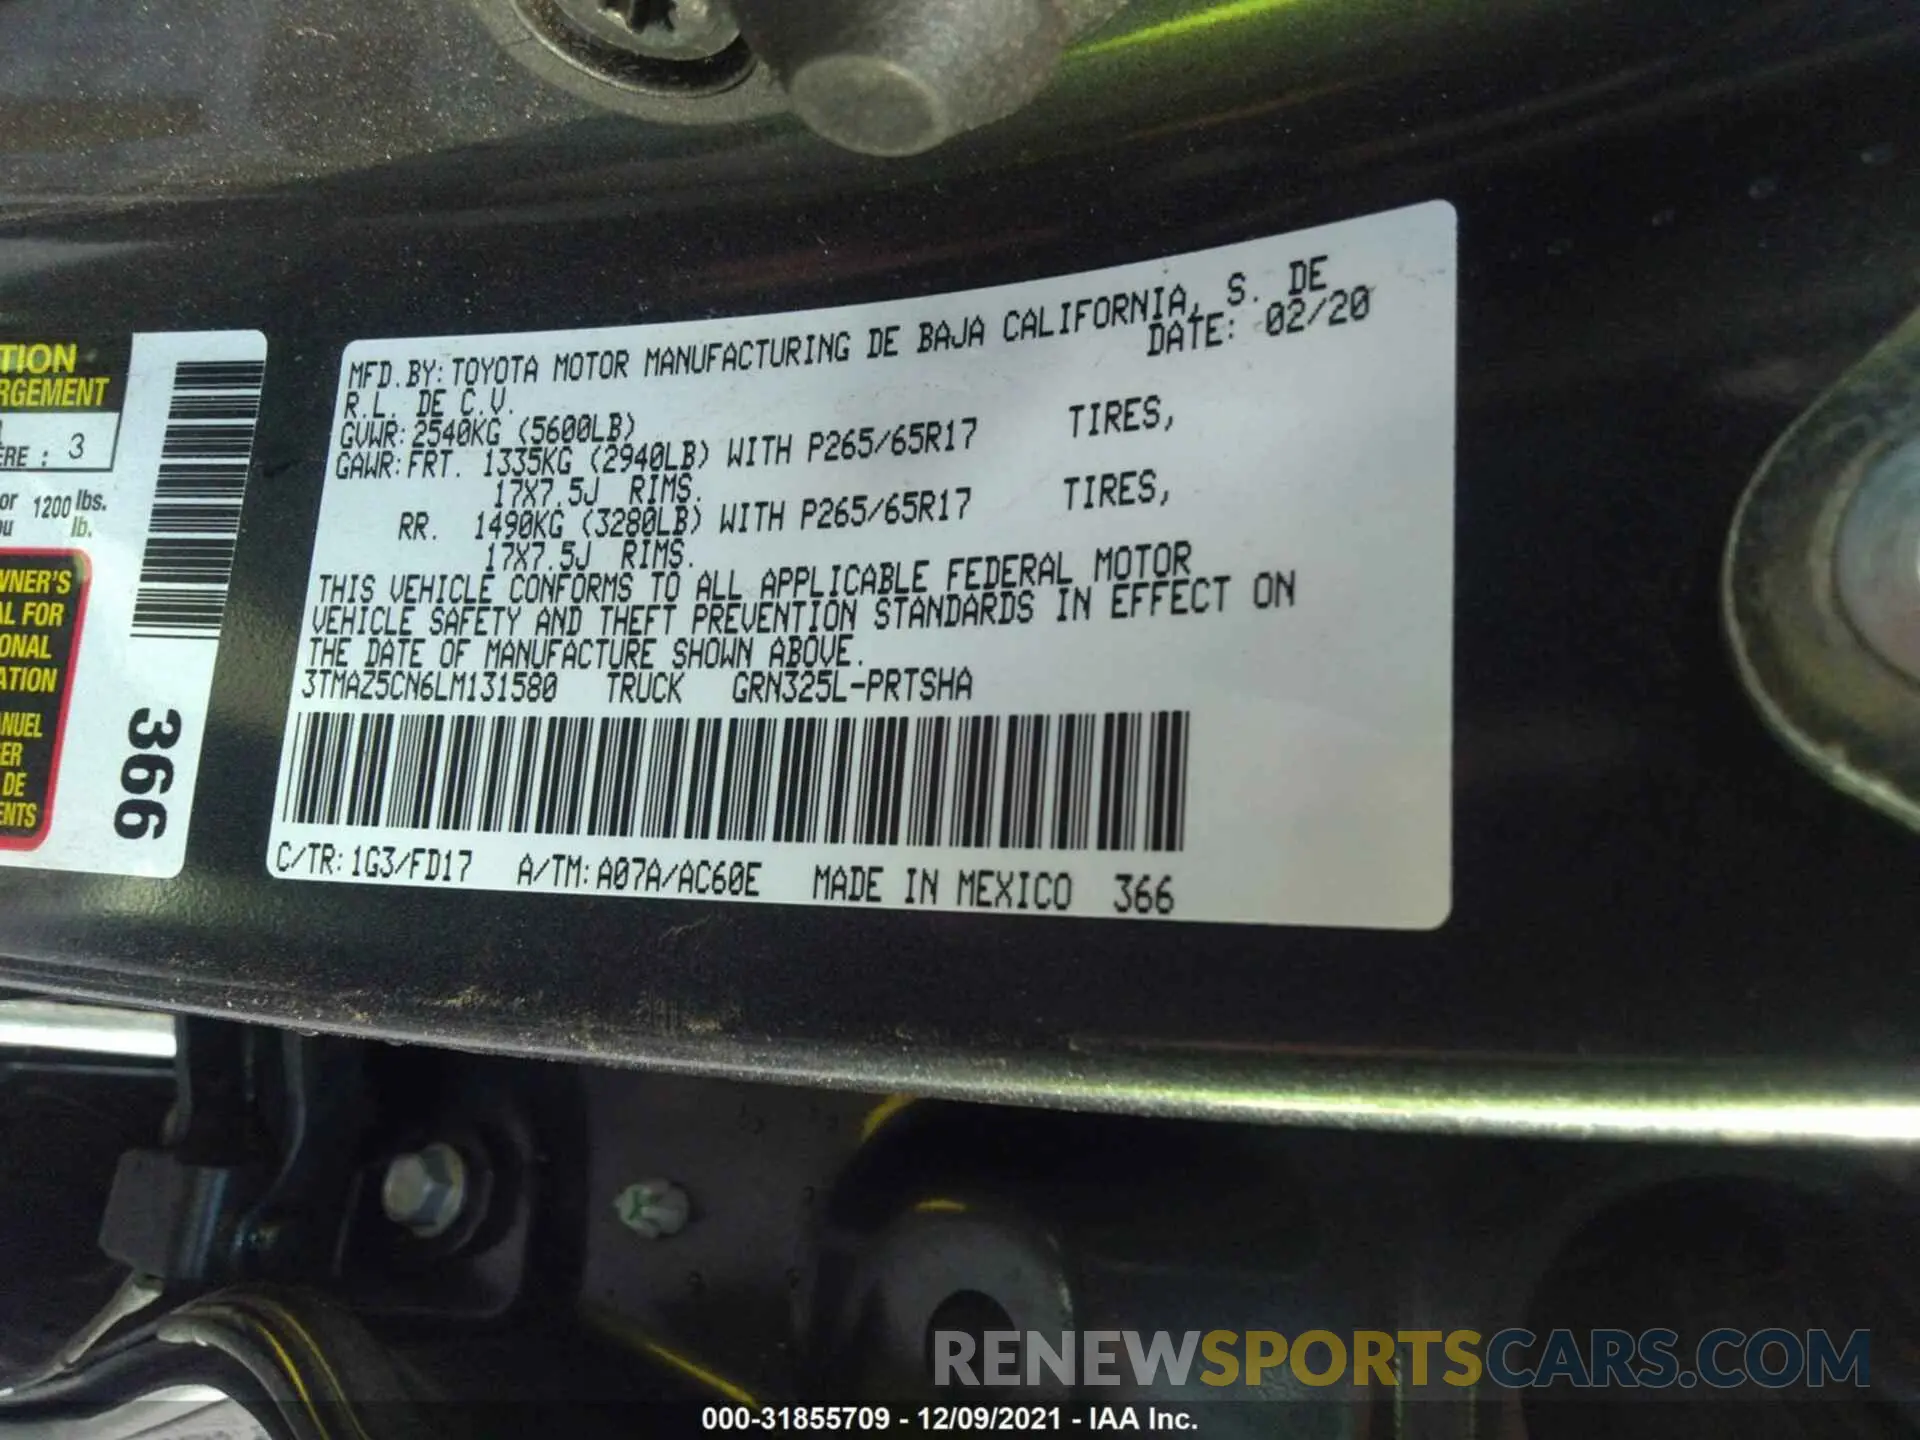 TION
RGEMENT
ERE : 3
or 1200 lbs.
lb.
WNER'S
AL FOR
ONAL
ATION
ANUEL
ER
DE
ENTS
366
MFD.BY:TOYOTA MOTOR MANUFACTURING DE BAJA CALIFORNIA, S. DE
R.L. DE C.V. DATE: 02/20
GVWR:2540KG (5600LB)
GAWR:FRT. 1335KG (2940LB) WITH P265/65R17 TIRES,
17X7.5J RIMS.
RR. 1490KG (3280LB) WITH P265/65R17 TIRES,
17X7.5J RIMS.
THIS VEHICLE CONFORMS TO ALL APPLICABLE FEDERAL MOTOR
VEHICLE SAFETY AND THEFT PREVENTION STANDARDS IN EFFECT ON
THE DATE OF MANUFACTURE SHOWN ABOVE.
3TMAZ5CN6LM131580 TRUCK GRN325L-PRTSHA
C/TR:1G3/FD17 A/TM:A07A/AC60E MADE IN MEXICO 366
RENEWSPORTSCARS.COM
000-31855709 - 12/09/2021 - IAA Inc.